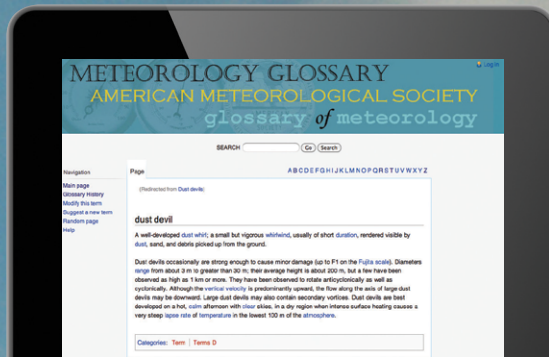 Log in
METEOROLOGY GLOSSARY
AMERICAN METEOROLOGICAL SOCIETY
glossary of meteorology
SEARCH Go Search
Navigation
Main page
Glossary History
Modify this term
Suggest a new term
Random page
Help
Page
A B C D E F G H I J K L M N O P Q R S T U V W X Y Z
(Redirected from Dust devils)
dust devil
A well-developed dust whirl; a small but vigorous whirlwind, usually of short duration, rendered visible by
dust, sand, and debris picked up from the ground.
Dust devils occasionally are strong enough to cause minor damage (up to F1 on the Fujita scale). Diameters
range from about 3 m to greater than 30 m; their average height is about 200 m, but a few have been
observed as high as 1 km or more. They have been observed to rotate anticyclonically as well as
cyclonically. Although the vertical velocity is predominantly upward, the flow along the axis of large dust
devils may be downward. Large dust devils may also contain secondary vortices. Dust devils are best
developed on a hot, calm afternoon with clear skies, in a dry region when intense surface heating causes a
very steep lapse rate of temperature in the lowest 100 m of the atmosphere.
Categories: Term | Terms D